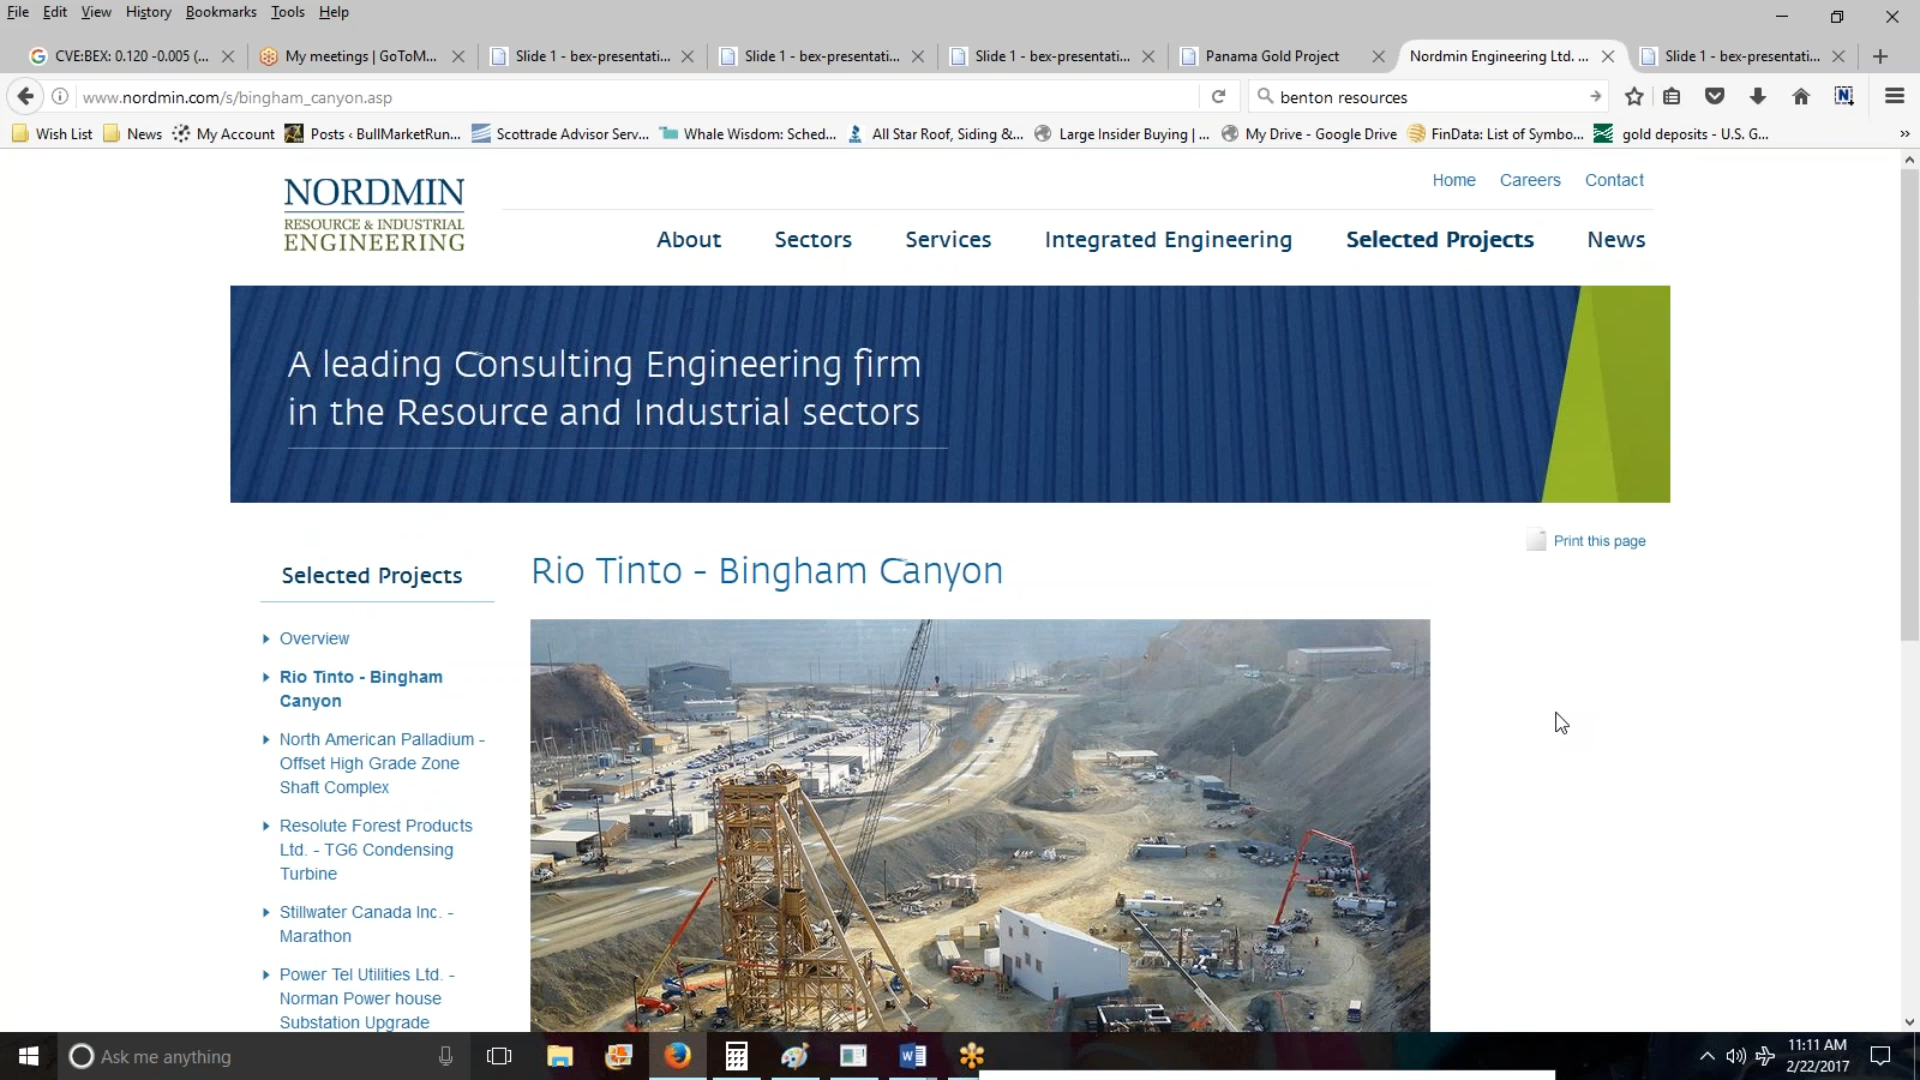 File Edit View History Bookmarks Tools Help
CVE:BEX: 0.120 -0.005 (...
My meetings | GoToM...
Slide 1 - bex-presentati...
Slide 1 - bex-presentati...
Slide 1 - bex-presentati...
Panama Gold Project
Nordmin Engineering Ltd. ...
Slide 1 - bex-presentati...
www.nordmin.com/s/bingham_canyon.asp
benton resources
Wish List
News
My Account
Posts ‹ BullMarketRun...
Scottrade Advisor Serv...
Whale Wisdom: Sched...
All Star Roof, Siding &...
Large Insider Buying | ...
My Drive - Google Drive
FinData: List of Symbo...
gold deposits - U.S. G...
NORDMIN
RESOURCE & INDUSTRIAL
ENGINEERING
Home Careers Contact
About Sectors Services Integrated Engineering Selected Projects News
A leading Consulting Engineering firm
in the Resource and Industrial sectors
Print this page
Selected Projects
Overview
Rio Tinto - Bingham
Canyon
North American Palladium -
Offset High Grade Zone
Shaft Complex
Resolute Forest Products
Ltd. - TG6 Condensing
Turbine
Stillwater Canada Inc. -
Marathon
Power Tel Utilities Ltd. -
Norman Power house
Substation Upgrade
Rio Tinto - Bingham Canyon
Ask me anything
11:11 AM
2/22/2017